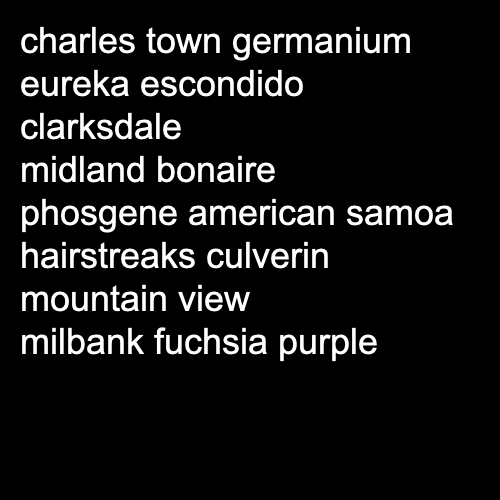 charles town germanium
eureka escondido
clarksdale
midland bonaire
phosgene american samoa
hairstreaks culverin
mountain view
milbank fuchsia purple